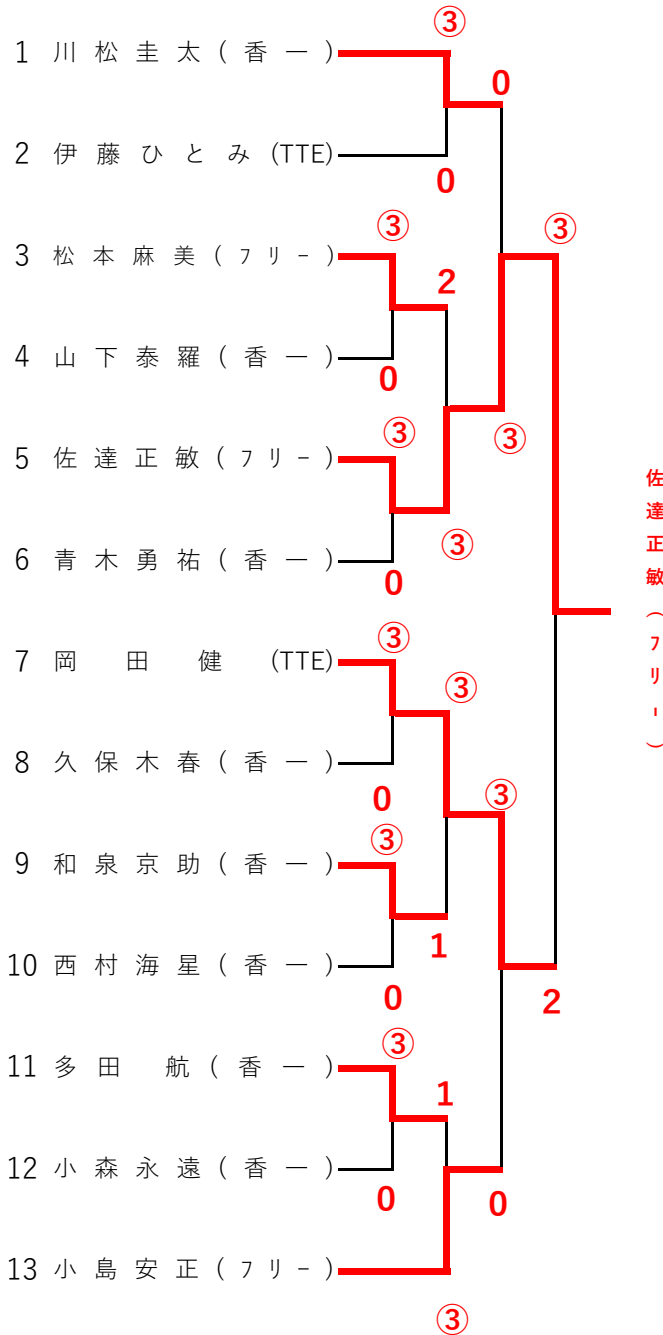 ③
1 川松圭太(香一)
0
2 伊藤ひとみ(TTE)
0
③
③
3 松本麻美(フリー)
2
4 山下泰羅(香一)
0
③
③
5 佐達正敏(フリー)
佐達正敏(フリー)
③
6 青木勇祐(香一)
0
③
7 岡田健(TTE)
③
8 久保木春(香一)
0
③
③
9 和泉京助(香一)
1
10 西村海星(香一)
0
2
③
11 多田 航(香一)
1
12 小森永遠(香一)
0
0
13 小島安正(フリー)
③